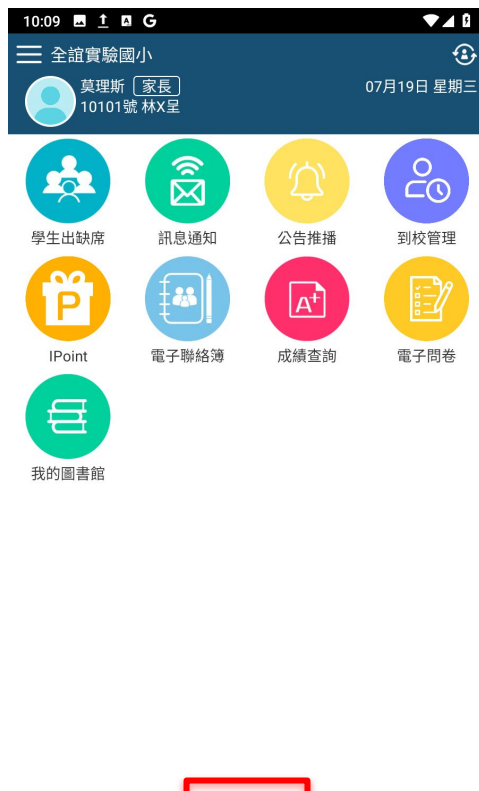 10:09
全誼實驗國小
莫理斯 家長 07月19日 星期三
10101號 林X呈
學生出缺席 訊息通知 公告推播 到校管理
P A+
IPoint 電子聯絡簿 成績查詢 電子問卷
我的圖書館